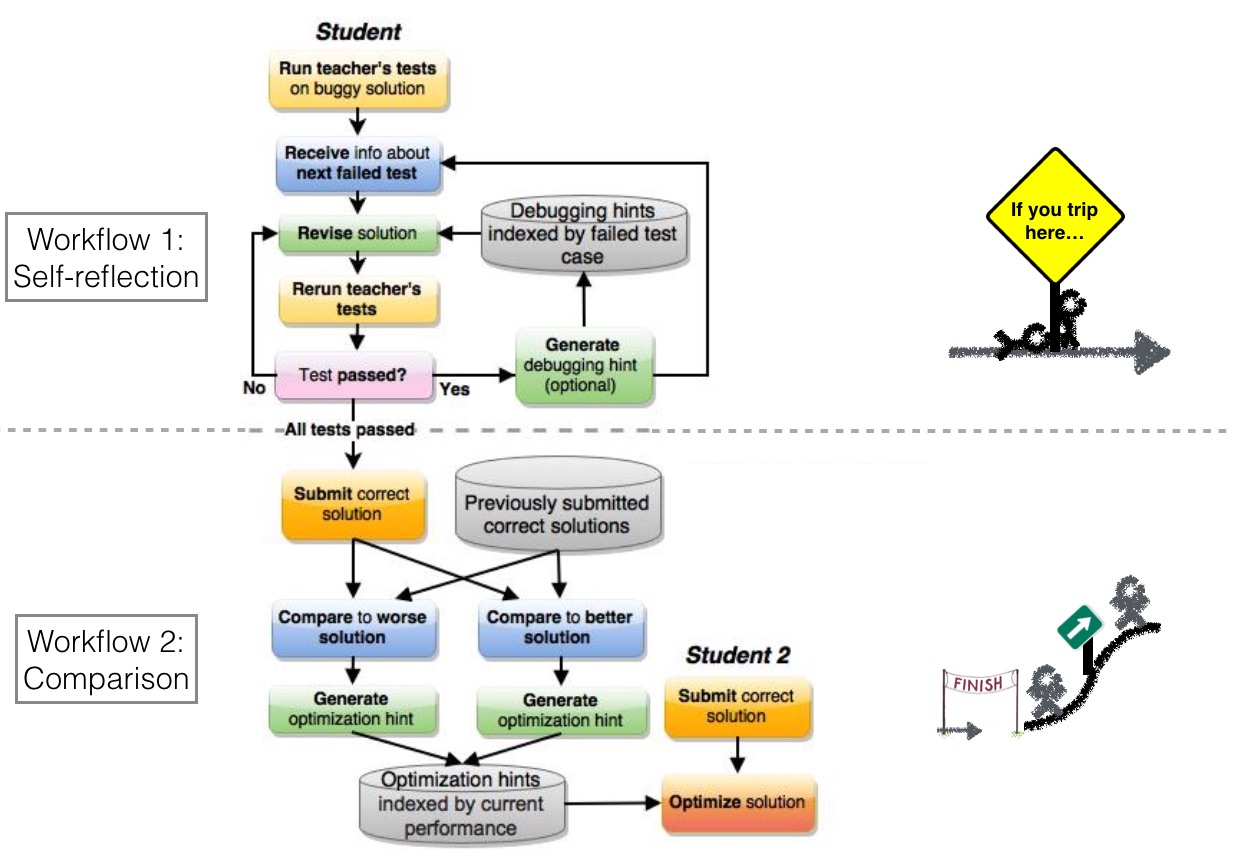 Student
Run teacher's tests
on buggy solution
Receive info about
next failed test
Workflow 1:
Self-reflection
Revise solution
Debugging hints
indexed by failed test
case
Rerun teacher's
tests
Test passed?
No
Yes
Generate
debugging hint
(optional)
If you trip
here...
All tests passed
Submit correct
solution
Previously submitted
correct solutions
Workflow 2:
Comparison
Compare to worse
solution
Compare to better
solution
Generate
optimization hint
Generate
optimization hint
Student 2
Submit correct
solution
Optimization hints
indexed by current
performance
Optimize solution
FINISH